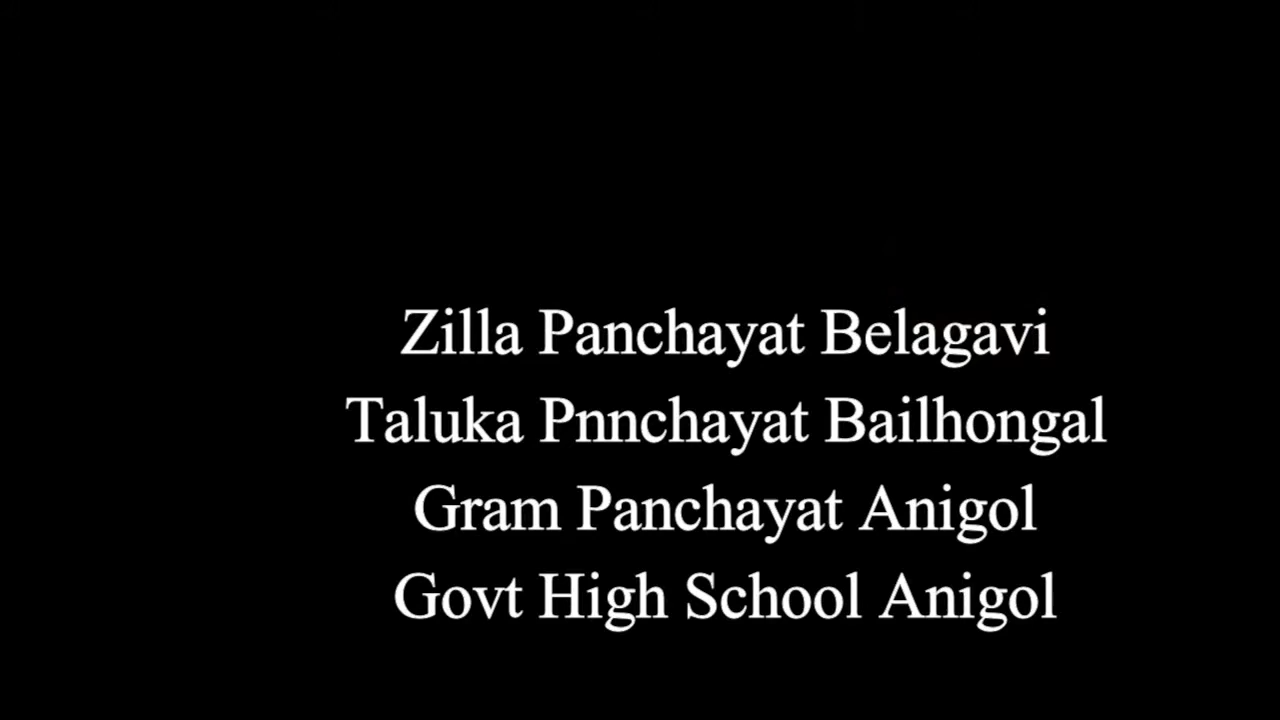 Zilla Panchayat Belagavi
Taluka Pnnchayat Bailhongal
Gram Panchayat Anigol
Govt High School Anigol